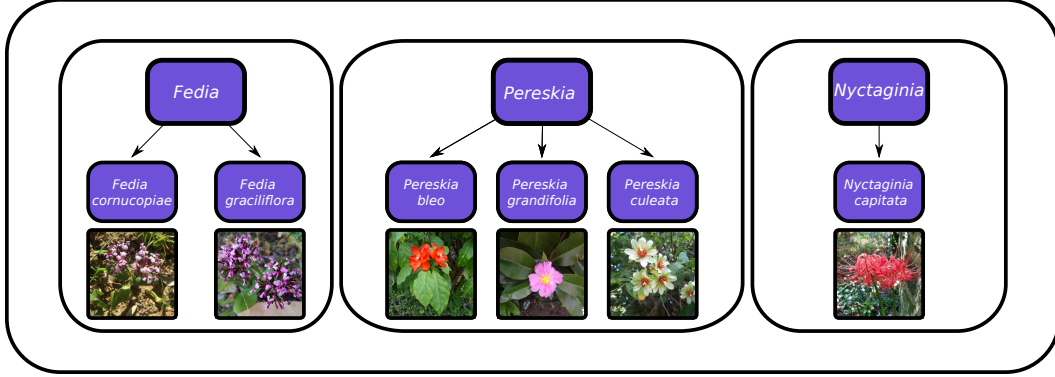 Fedia
Pereskia
Nyctaginia
Fedia
cornucopiae
Fedia
graciliflora
Pereskia
bleo
Pereskia
grandifolia
Pereskia
culeata
Nyctaginia
capitata